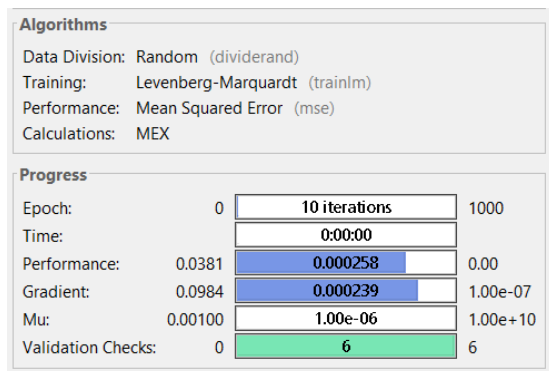 Algorithms
Data Division: Random (dividerand)
Training: Levenberg-Marquardt (trainlm)
Performance: Mean Squared Error (mse)
Calculations: MEX
Progress
Epoch: 0 10 iterations 1000
Time: 0:00:00
Performance: 0.0381 0.000258 0.00
Gradient: 0.0984 0.000239 1.00e-07
Mu: 0.00100 1.00e-06 1.00e+10
Validation Checks: 0 6 6